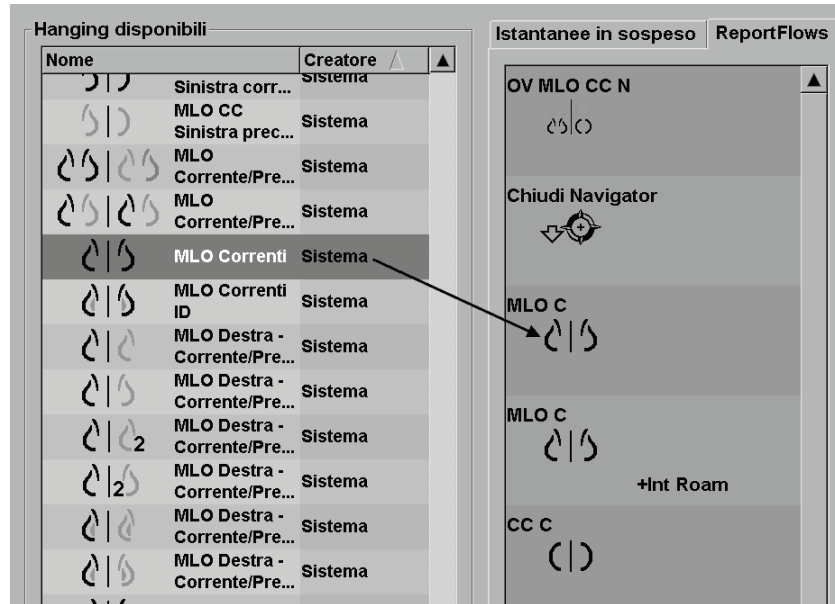 Hanging disponibili
Nome Creatore
Sinistra corr... Sistema
MLO CC
Sinistra prec... Sistema
MLO
Corrente/Pre... Sistema
MLO
Corrente/Pre... Sistema
MLO Correnti Sistema
MLO Correnti
ID Sistema
MLO Destra -
Corrente/Pre... Sistema
MLO Destra -
Corrente/Pre... Sistema
2 MLO Destra -
Corrente/Pre... Sistema
2 MLO Destra -
Corrente/Pre... Sistema
MLO Destra -
Corrente/Pre... Sistema
MLO Destra -
Corrente/Pre... Sistema
Istantanee in sospeso ReportFlows
OV MLO CC N
Chiudi Navigator
MLO C
MLO C
+Int Roam
CC C